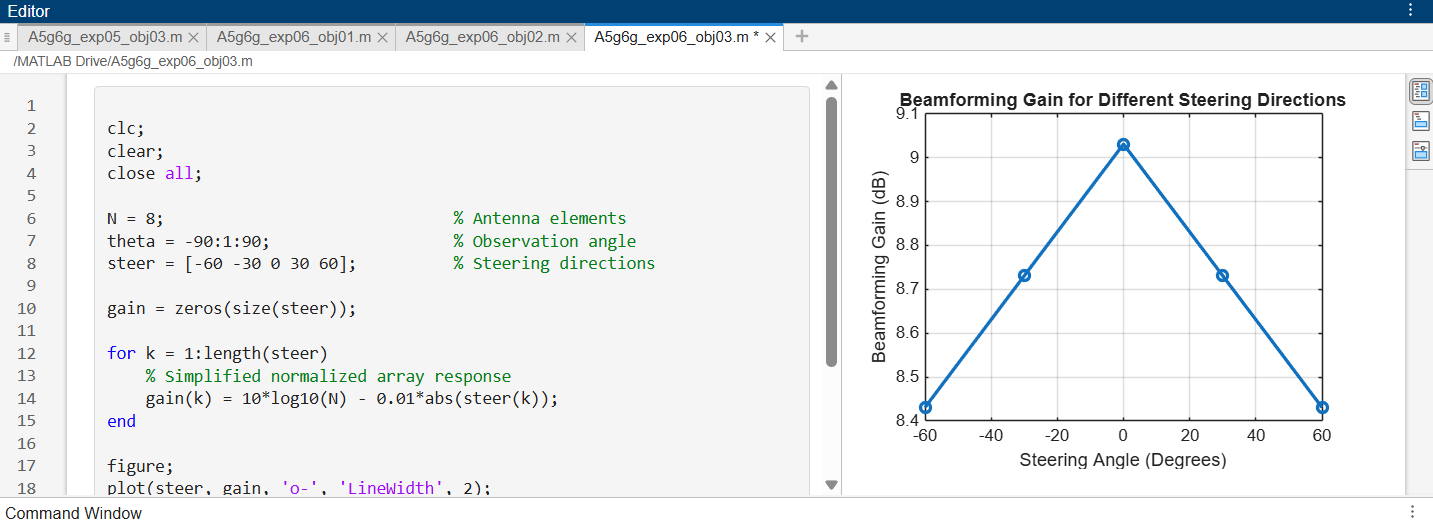 Editor
A5g6g_exp05_obj03.m × A5g6g_exp06_obj01.m × A5g6g_exp06_obj02.m × A5g6g_exp06_obj03.m * × +
/MATLAB Drive/A5g6g_exp06_obj03.m
1
2 clc;
3 clear;
4 close all;
5
6 N = 8; % Antenna elements
7 theta = -90:1:90; % Observation angle
8 steer = [-60 -30 0 30 60]; % Steering directions
9
10 gain = zeros(size(steer));
11
12 for k = 1:length(steer)
13 % Simplified normalized array response
14 gain(k) = 10*log10(N) - 0.01*abs(steer(k));
15 end
16
17 figure;
18 plot(steer, gain, 'o-', 'LineWidth', 2);
Beamforming Gain for Different Steering Directions
Beamforming Gain (dB)
9.1
9
8.9
8.8
8.7
8.6
8.5
8.4
-60 -40 -20 0 20 40 60
Steering Angle (Degrees)
Command Window